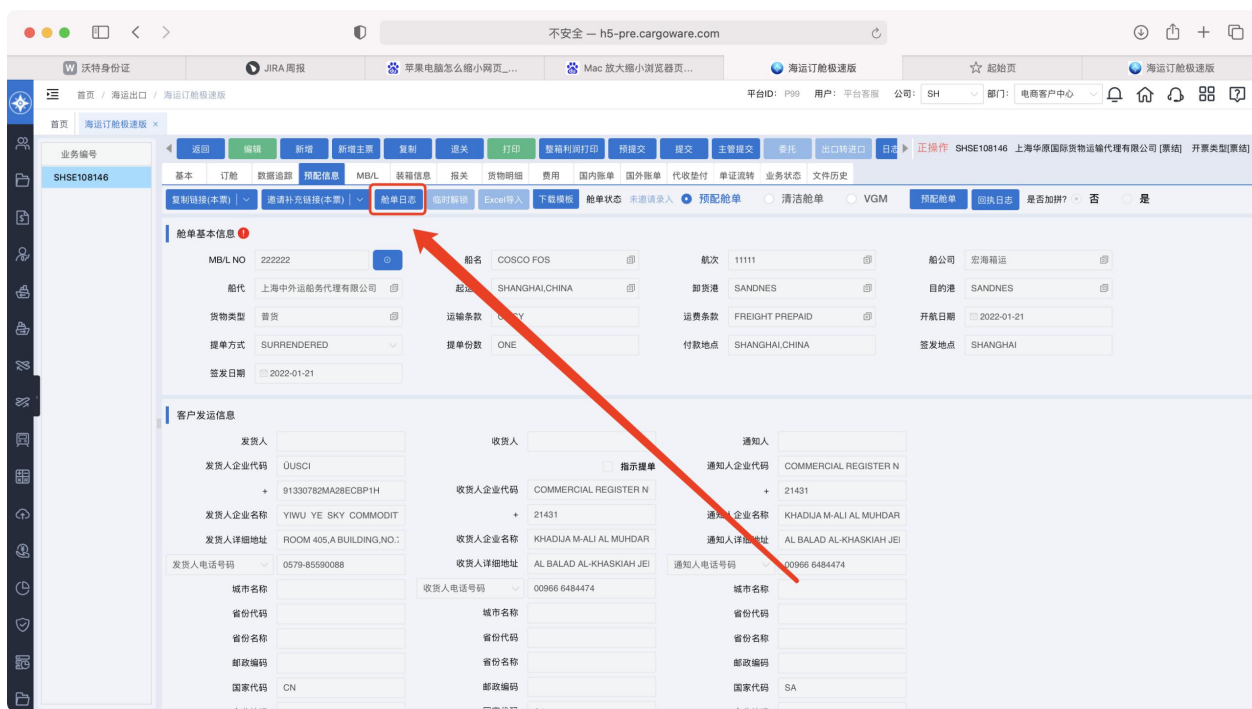 不安全 — h5-pre.cargoware.com
沃特身份证 JIRA 周报 苹果电脑怎么缩小网页_... Mac 放大缩小浏览器页... 海运订舱极速版 起始页 海运订舱极速版
首页 / 海运出口 / 海运订舱极速版 平台ID: P99 用户: 平台客服 公司: SH 部门: 电商客户中心
首页 海运订舱极速版 ×
业务编号 返回 编辑 新增 新增主票 复制 退关 打印 整箱利润打印 预提交 提交 主管提交 委托 出口转进口 日志 正操作 SHSE108146 上海华原国际货物运输代理有限公司 [票结] 开票类型[票结]
SHSE108146 基本 订舱 数据追踪 预配信息 MB/L 装箱信息 报关 货物明细 费用 国内账单 国外账单 代收垫付 单证流转 业务状态 文件历史
复制链接(本票) 邀请补充链接(本票) 舱单日志 临时解锁 Excel导入 下载模板 舱单状态 未邀请录入 预配舱单 清洁舱单 VGM 预配舱单 回执日志 是否加拼? 否 是
舱单基本信息
MB/L NO 222222 船名 COSCO FOS 航次 11111 船公司 宏海箱运
船代 上海中外运船务代理有限公司 SHANGHAI,CHINA 卸货港 SANDNES 目的港 SANDNES
货物类型 普货 运输条款 运费条款 FREIGHT PREPAID 开航日期 2022-01-21
提单方式 SURRENDERED 提单份数 ONE 付款地点 SHANGHAI,CHINA 签发地点 SHANGHAI
签发日期 2022-01-21
客户发运信息
发货人 收货人 通知人
发货人企业代码 ÜUSCI 指示提单 通知人企业代码 COMMERCIAL REGISTER N
+ 91330782MA28ECBP1H 收货人企业代码 COMMERCIAL REGISTER N + 21431
发货人企业名称 YIWU YE SKY COMMODIT + 21431 通知人企业名称 KHADIJA M-ALI AL MUHDAR
发货人详细地址 ROOM 405,A BUILDING,NO. 收货人企业名称 KHADIJA M-ALI AL MUHDAR 通知人详细地址 AL BALAD AL-KHASKIAH JEI
发货人电话号码 0579-85590088 收货人详细地址 AL BALAD AL-KHASKIAH JEI 通知人电话号码 00966 6484474
城市名称 收货人电话号码 00966 6484474 城市名称
省份代码 城市名称 省份代码
省份名称 省份代码 省份名称
邮政编码 省份名称 邮政编码
国家代码 CN 邮政编码 国家代码 SA